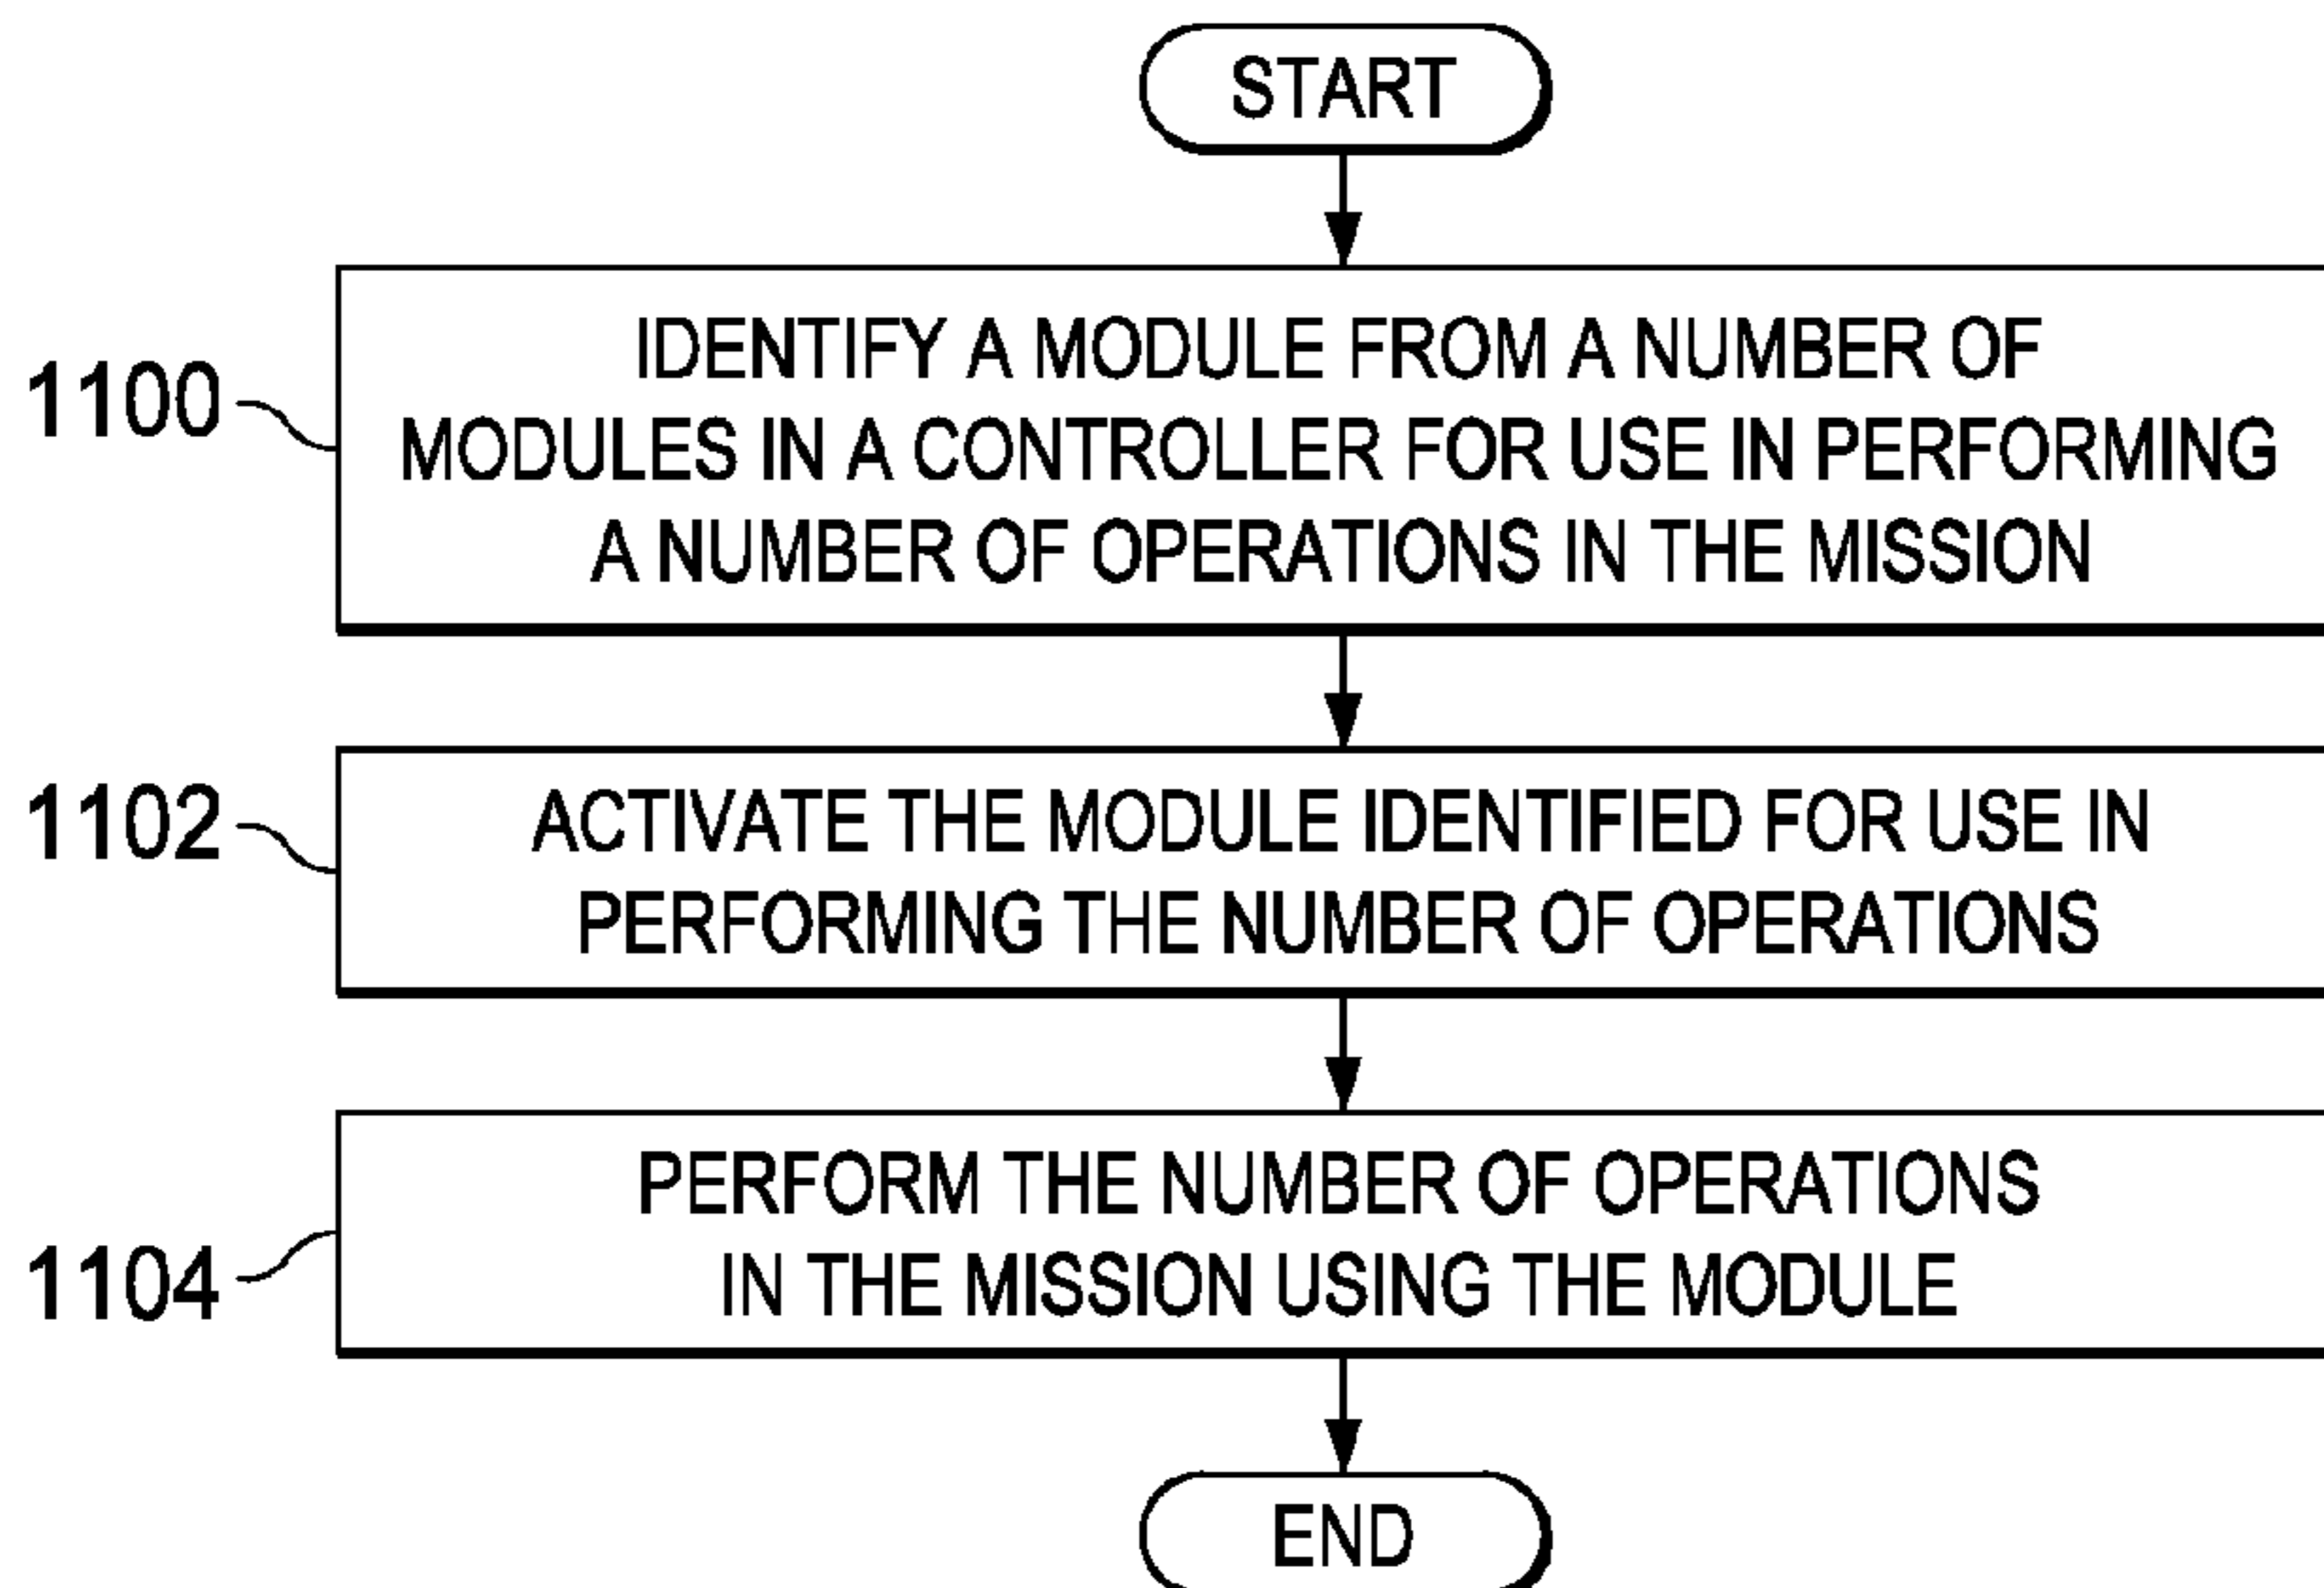 START
1100
IDENTIFY A MODULE FROM A NUMBER OF
MODULES IN A CONTROLLER FOR USE IN PERFORMING
A NUMBER OF OPERATIONS IN THE MISSION
1102
ACTIVATE THE MODULE IDENTIFIED FOR USE IN
PERFORMING THE NUMBER OF OPERATIONS
1104
PERFORM THE NUMBER OF OPERATIONS
IN THE MISSION USING THE MODULE
END